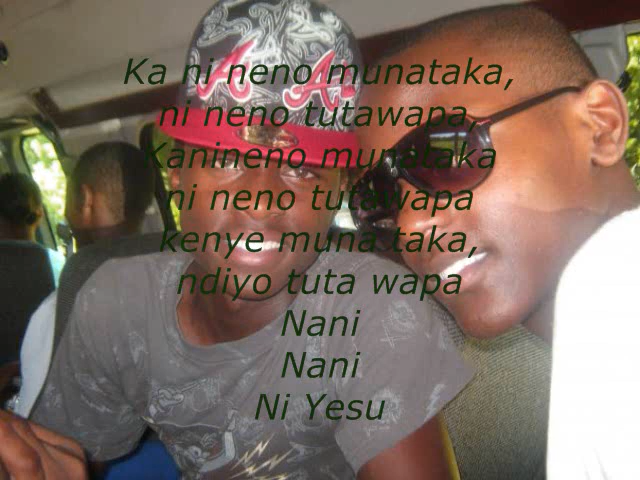 Ka ni neno munataka,
ni neno tutawapa,
Kanineno munataka
ni neno tutawapa
kenye muna taka,
ndiyo tuta wapa
Nani
Nani
Ni Yesu